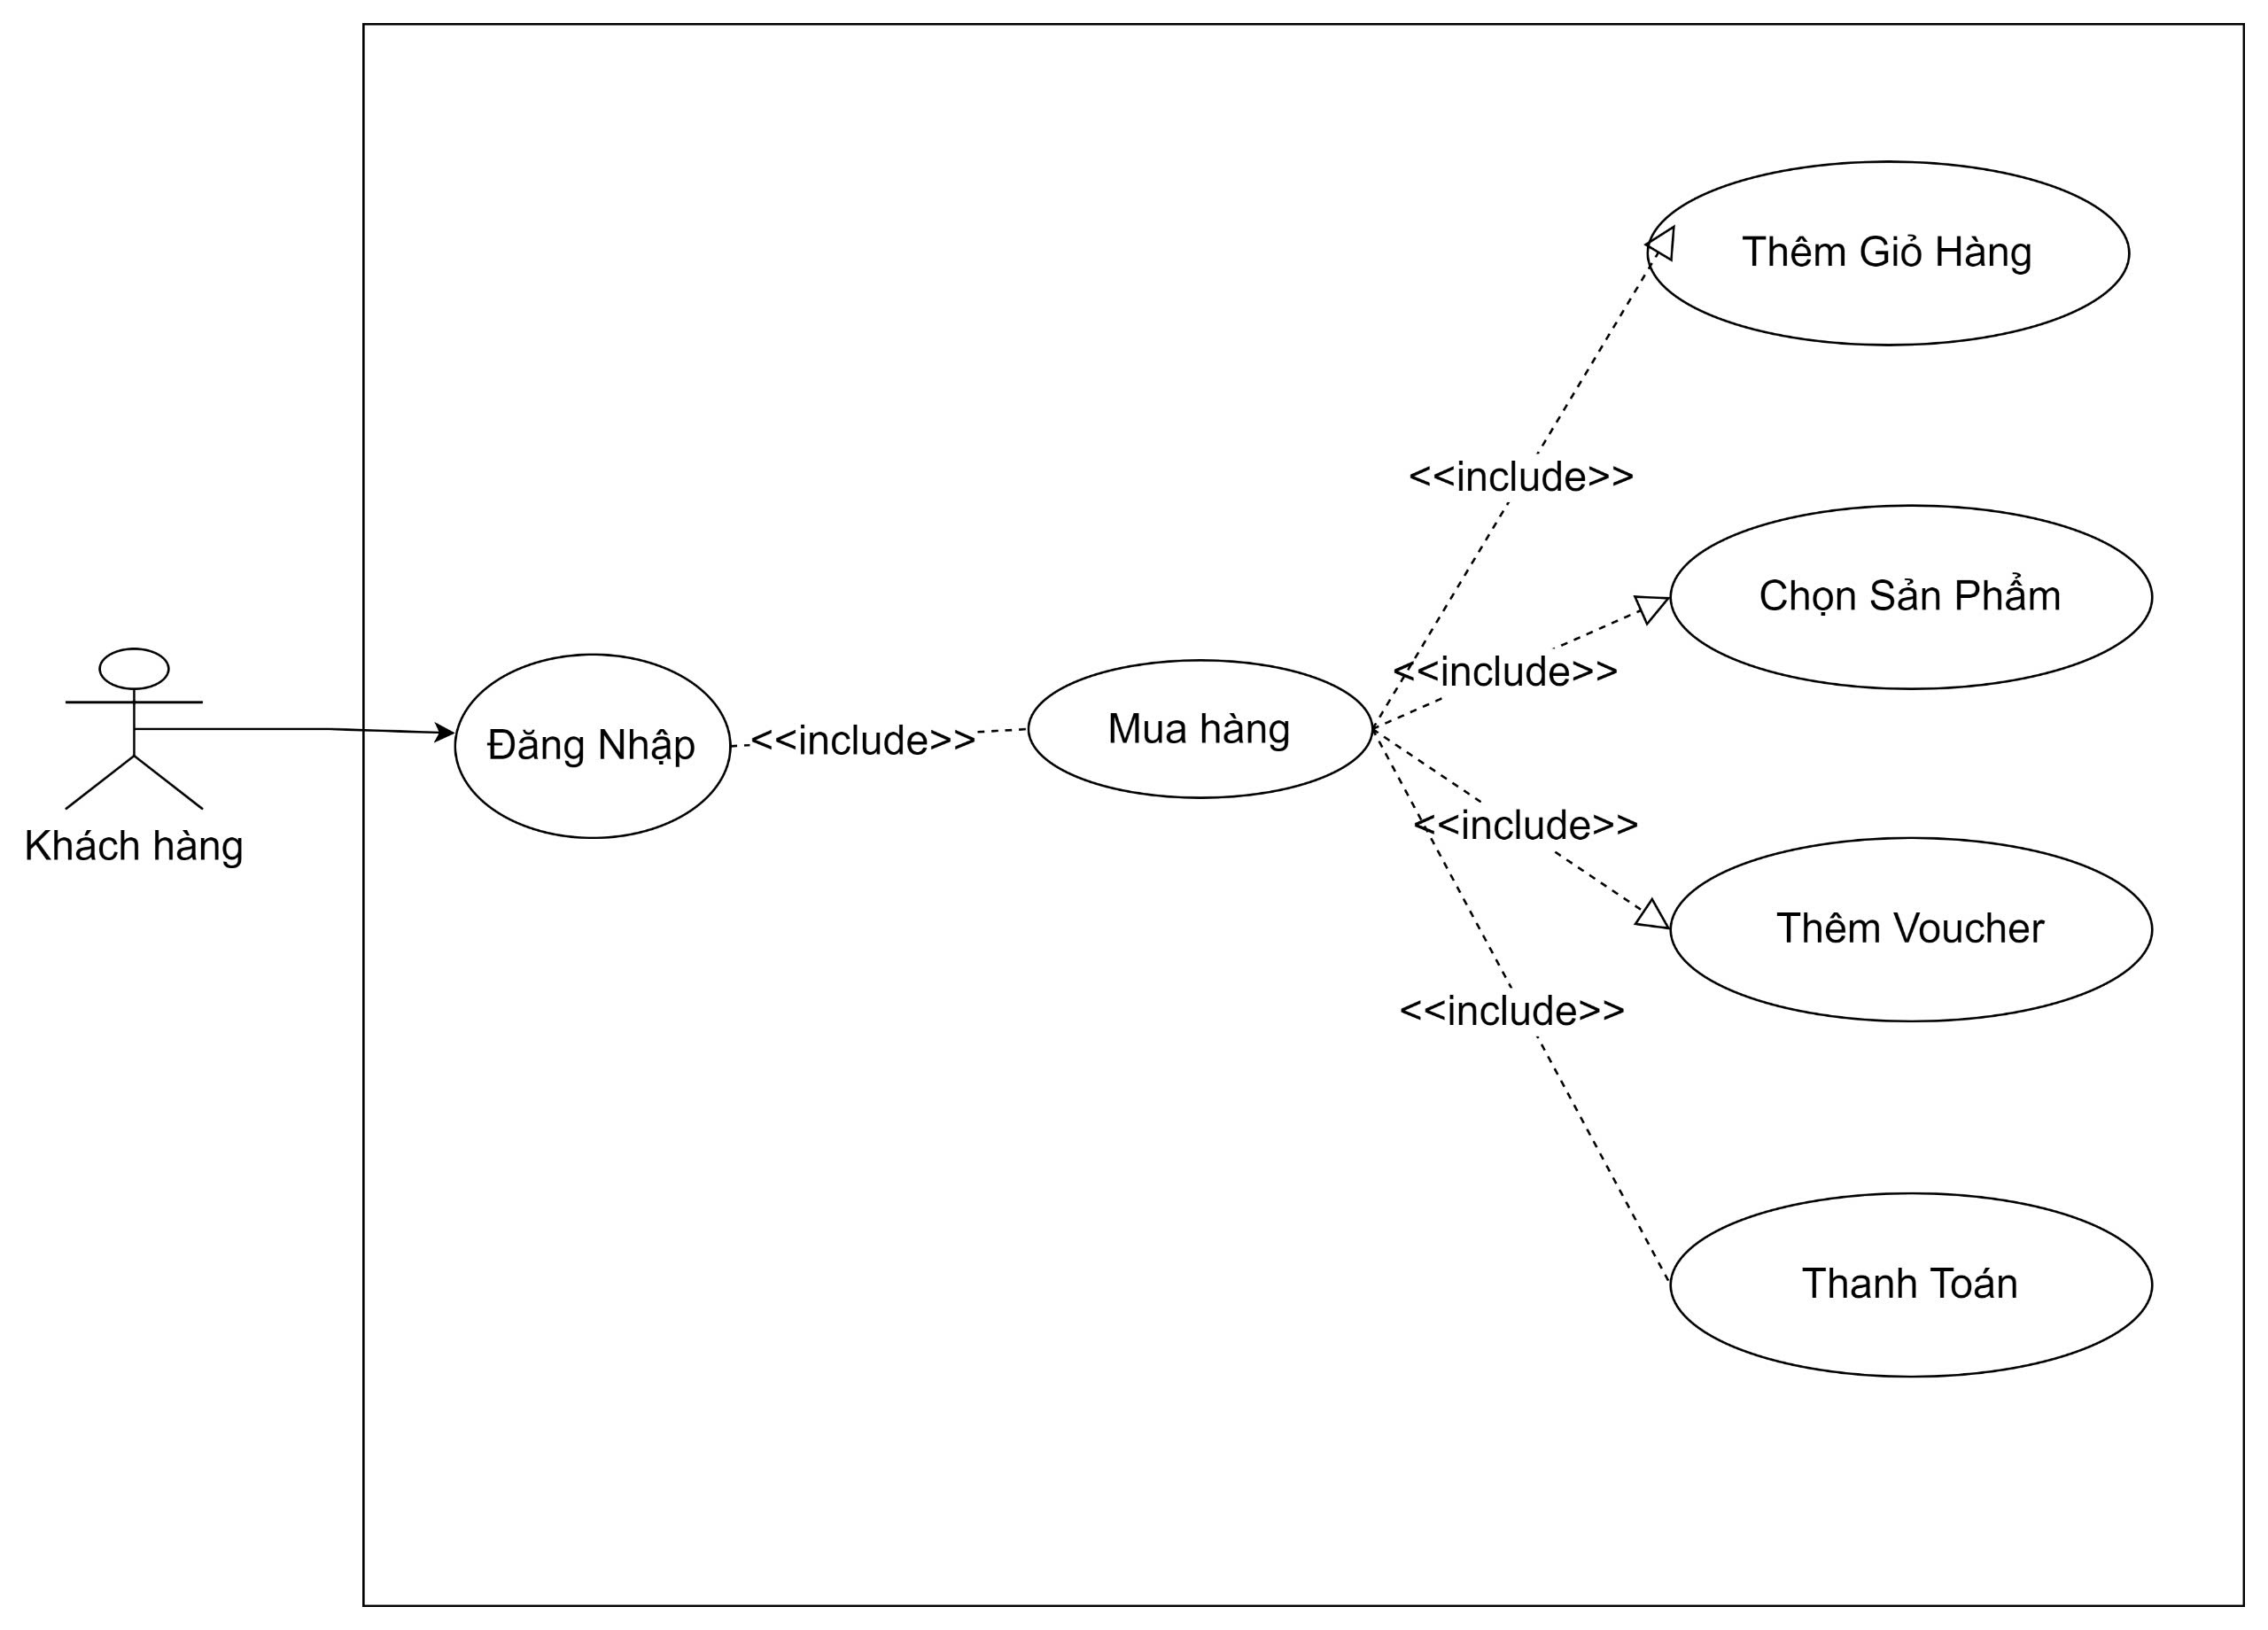 Thêm Giỏ Hàng
<<include>>
Chọn Sản Phẩm
<<include>>
Đăng Nhập
<<include>>
Mua hàng
Khách hàng
<<include>>
Thêm Voucher
<<include>>
Thanh Toán